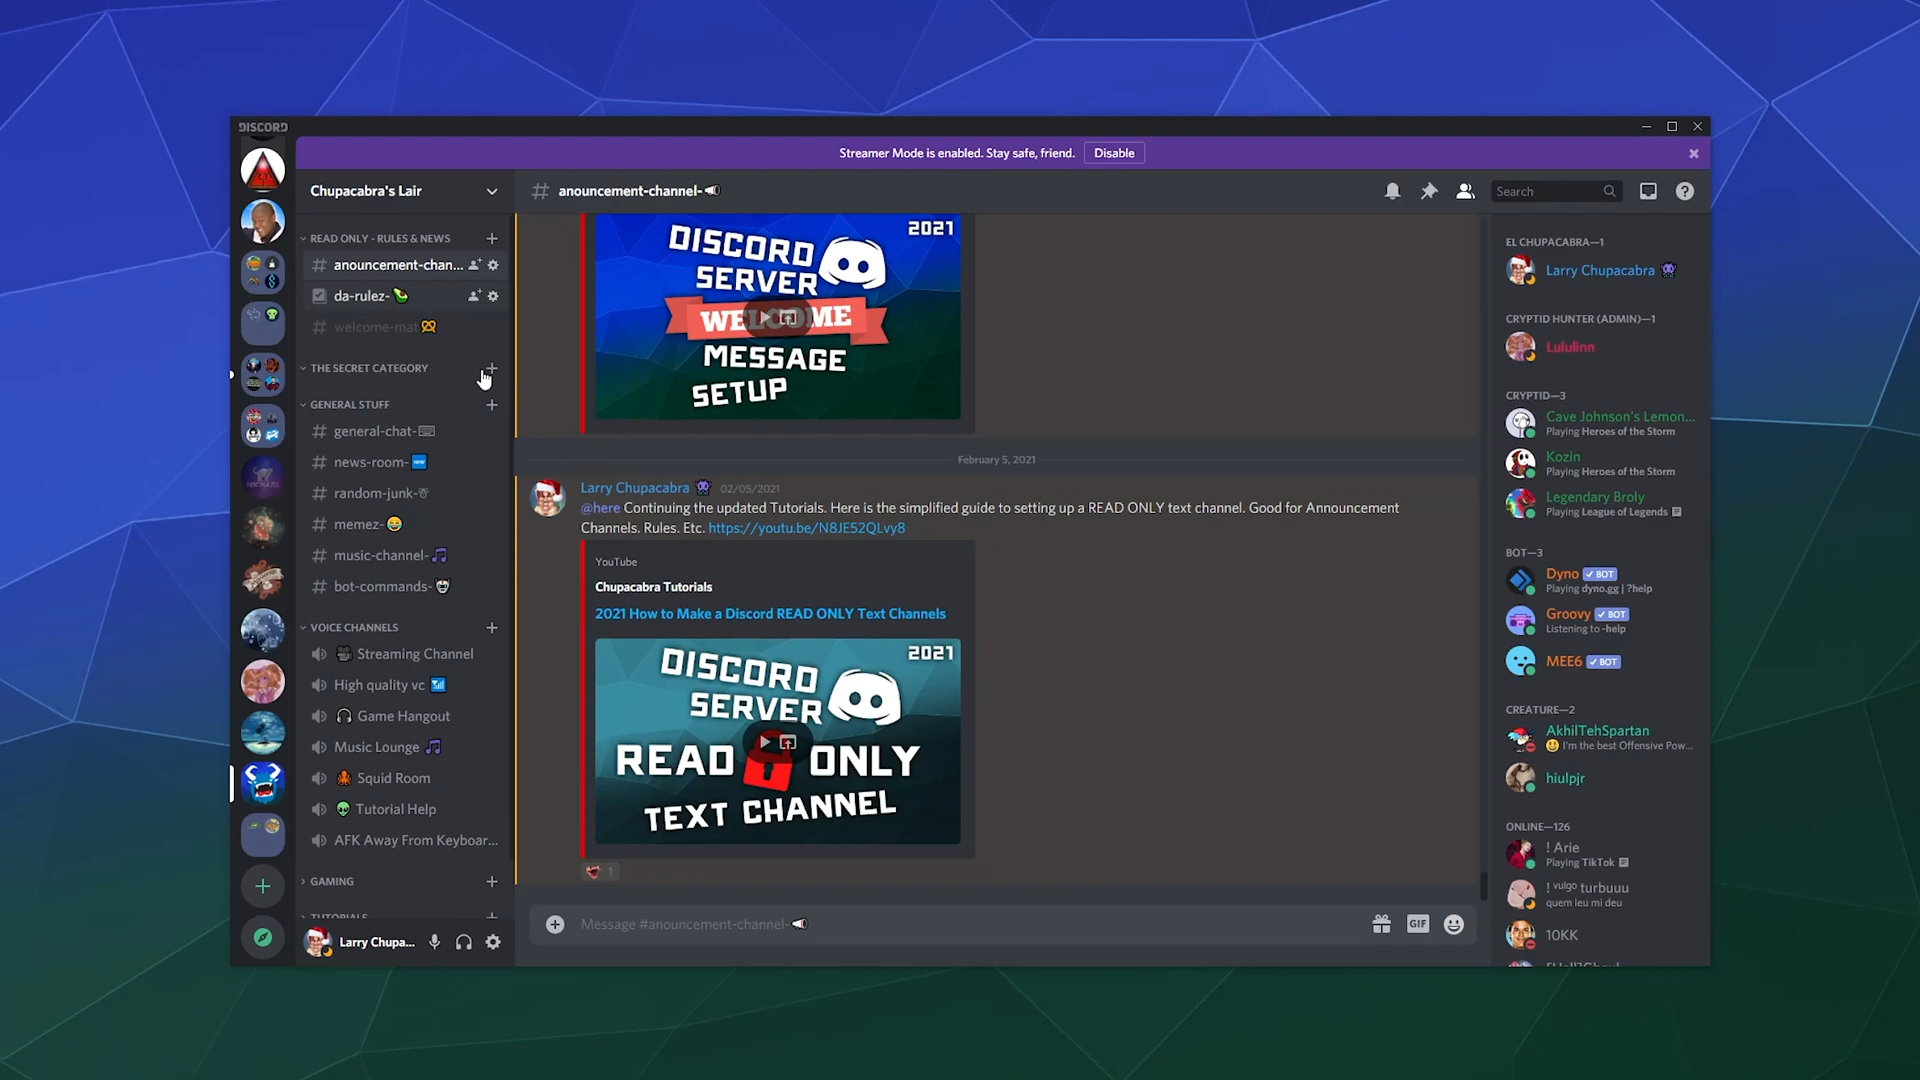 DISCORD
Streamer Mode is enabled. Stay safe, friend.
Disable
Chupacabra's Lair
# anouncement-channel-
Search
READ ONLY - RULES & NEWS
# anouncement-chan...
da-rulez-
# welcome-mat
THE SECRET CATEGORY
GENERAL STUFF
# general-chat-
# news-room-
# random-junk-
# memez-
# music-channel-
# bot-commands-
VOICE CHANNELS
Streaming Channel
High quality vc
Game Hangout
Music Lounge
Squid Room
Tutorial Help
AFK Away From Keyboar...
GAMING
TUTORIALS
Larry Chupa...
2021
DISCORD
SERVER
WELCOME
MESSAGE
SETUP
February 5, 2021
Larry Chupacabra 02/05/2021
@here Continuing the updated Tutorials. Here is the simplified guide to setting up a READ ONLY text channel. Good for Announcement
Channels. Rules. Etc. https://youtu.be/N8JE52QLvy8
YouTube
Chupacabra Tutorials
2021 How to Make a Discord READ ONLY Text Channels
2021
DISCORD
SERVER
READ ONLY
TEXT CHANNEL
1
Message #anouncement-channel-
GIF
EL CHUPACABRA—1
Larry Chupacabra
CRYPTID HUNTER (ADMIN)—1
Lululinn
CRYPTID—3
Cave Johnson's Lemon...
Playing Heroes of the Storm
Kozin
Playing Heroes of the Storm
Legendary Broly
Playing League of Legends
BOT—3
Dyno BOT
Playing dyno.gg | ?help
Groovy BOT
Listening to -help
MEE6 BOT
CREATURE—2
AkhilTehSpartan
I'm the best Offensive Pow...
hiulpjr
ONLINE—126
! Arie
Playing TikTok
! vulgo turbuuu
quem leu mi deu
10KK